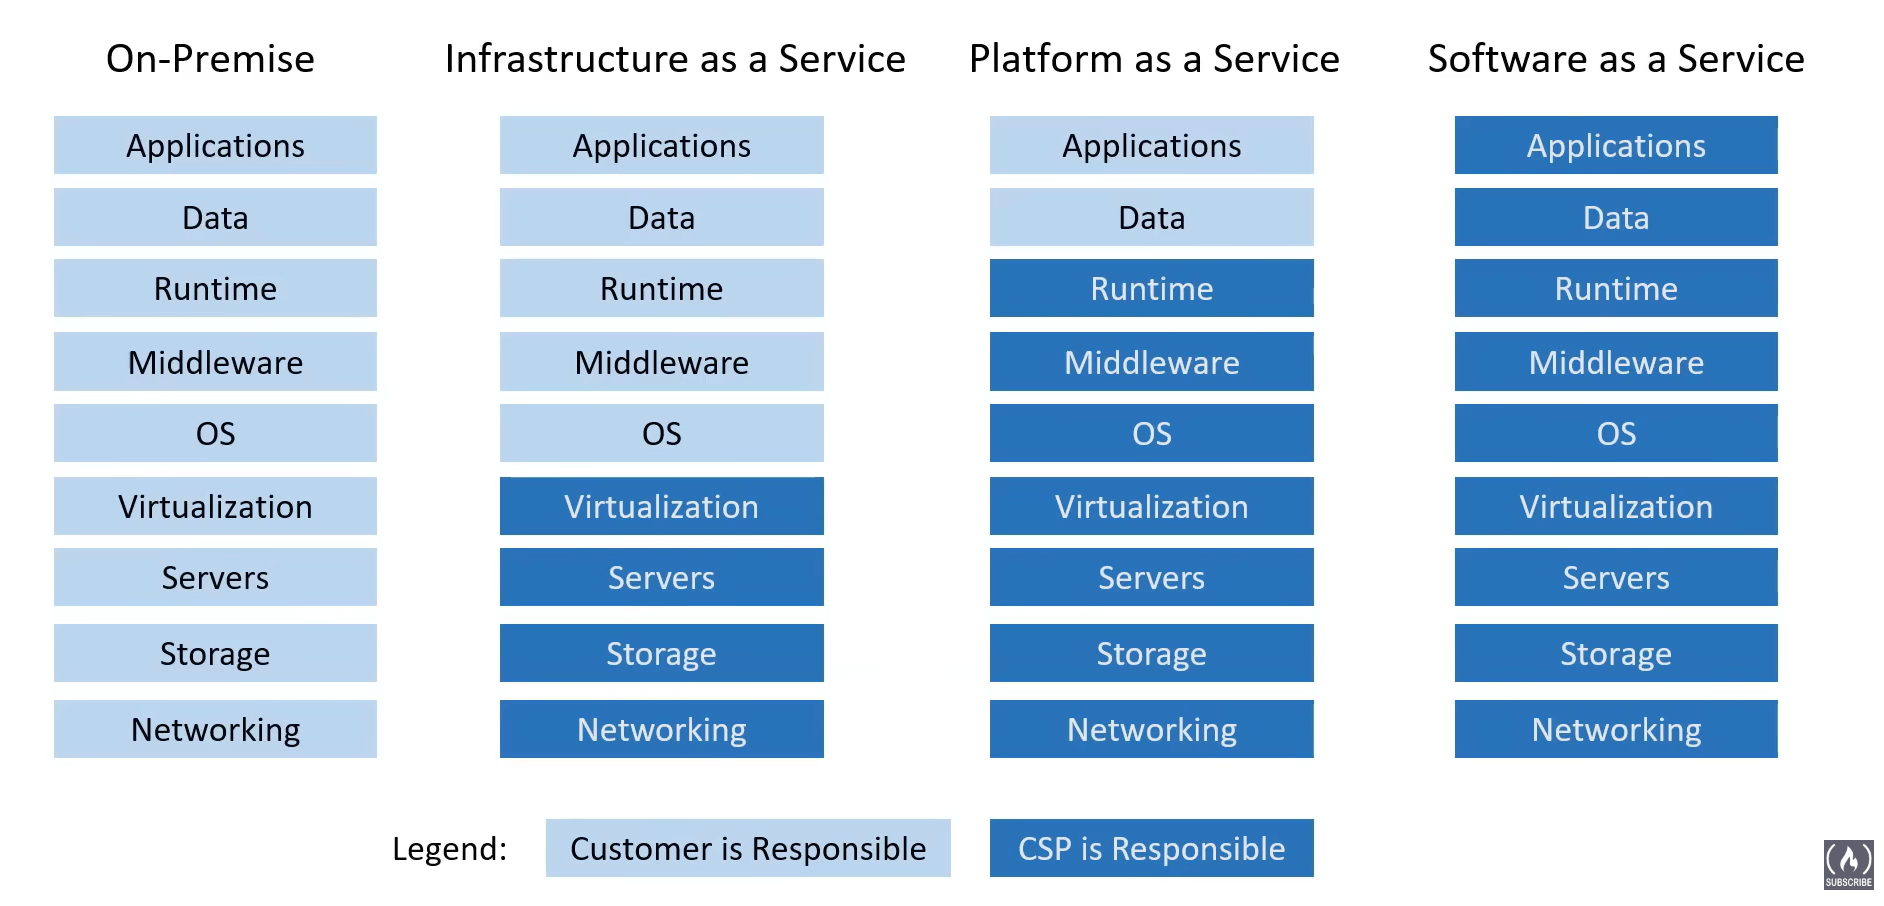 On-Premise
Infrastructure as a Service
Platform as a Service
Software as a Service
Applications
Applications
Applications
Applications
Data
Data
Data
Data
Runtime
Runtime
Runtime
Runtime
Middleware
Middleware
Middleware
Middleware
OS
OS
OS
OS
Virtualization
Virtualization
Virtualization
Virtualization
Servers
Servers
Servers
Servers
Storage
Storage
Storage
Storage
Networking
Networking
Networking
Networking
Legend:
Customer is Responsible
CSP is Responsible
SUBSCRIBE